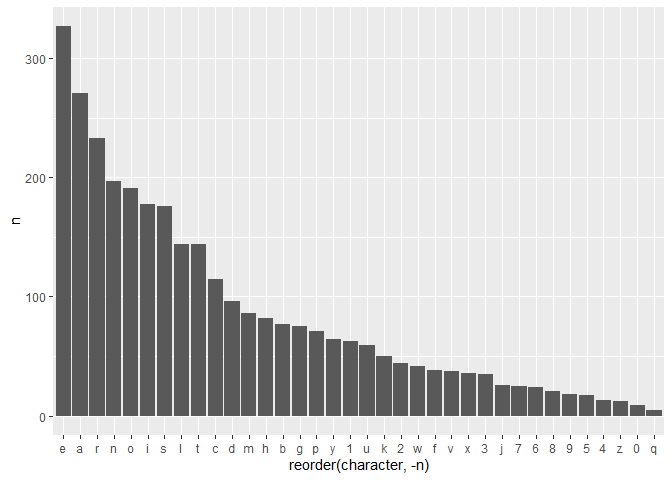 300
200
100
0
n
e a r n o i s l t c d m h b g p y 1 u k 2 w f v x 3 j 7 6 8 9 5 4 z 0 q
reorder(character, -n)